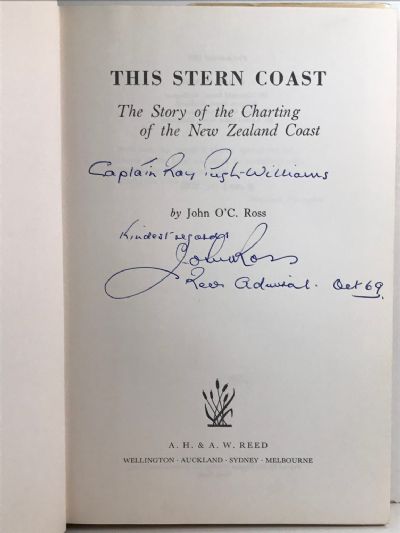 THIS STERN COAST
The Story of the Charting
of the New Zealand Coast
Captain Ray Pugh-Williams
by John O'C. Ross
Kindest regards
John Ross
Rear Admiral. Oct 69.
A. H. & A. W. REED
WELLINGTON · AUCKLAND · SYDNEY · MELBOURNE